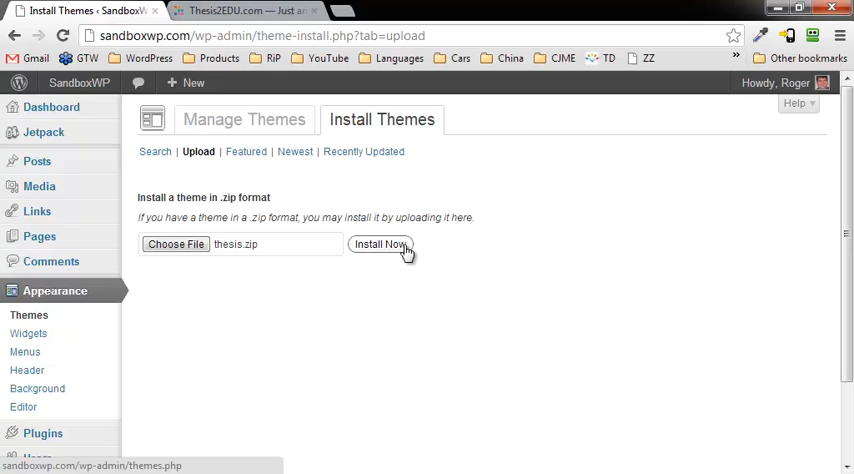 Install Themes ‹ SandboxW
Thesis2EDU.com — Just a
sandboxwp.com/wp-admin/theme-install.php?tab=upload
Gmail GTW WordPress RiP YouTube Languages Cars China CJME TD ZZ » Other bookmarks
SandboxWP + New Howdy, Roger
Help
Dashboard
Jetpack
Posts
Media
Links
Pages
Comments
Appearance
Themes
Widgets
Menus
Header
Background
Editor
Plugins
Manage Themes Install Themes
Search | Upload | Featured | Newest | Recently Updated
Install a theme in .zip format
If you have a theme in a .zip format, you may install it by uploading it here.
Choose File thesis.zip Install Now
sandboxwp.com/wp-admin/themes.php